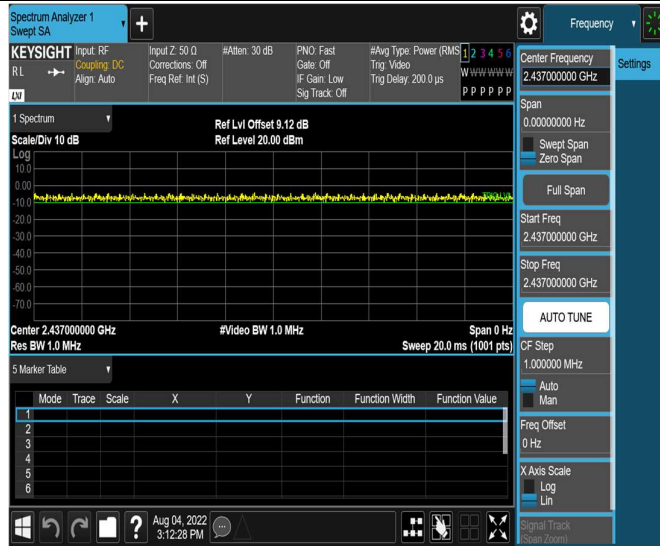 Spectrum Analyzer 1
Swept SA
+
Frequency
KEYSIGHT
Input: RF
Input Z: 50 Ω
#Atten: 30 dB
PNO: Fast
#Avg Type: Power (RMS
1 2 3 4 5 6
R L
Coupling: DC
Corrections: Off
Gate: Off
Trig: Video
W W W W W W
Align: Auto
Freq Ref: Int (S)
IF Gain: Low
Trig Delay: 200.0 µs
P P P P P P
Sig Track: Off
LXI
1 Spectrum
Scale/Div 10 dB
Ref Lvl Offset 9.12 dB
Ref Level 20.00 dBm
Log
10.0
0.00
-10.0
-20.0
-30.0
-40.0
-50.0
-60.0
-70.0
TRIG LVL
Center 2.437000000 GHz
#Video BW 1.0 MHz
Span 0 Hz
Res BW 1.0 MHz
Sweep 20.0 ms (1001 pts)
5 Marker Table
Mode Trace Scale X Y Function Function Width Function Value
1
2
3
4
5
6
Aug 04, 2022
3:12:28 PM
?
Center Frequency
2.437000000 GHz
Settings
Span
0.00000000 Hz
Swept Span
Zero Span
Full Span
Start Freq
2.437000000 GHz
Stop Freq
2.437000000 GHz
AUTO TUNE
CF Step
1.000000 MHz
Auto
Man
Freq Offset
0 Hz
X Axis Scale
Log
Lin
Signal Track
(Span Zoom)